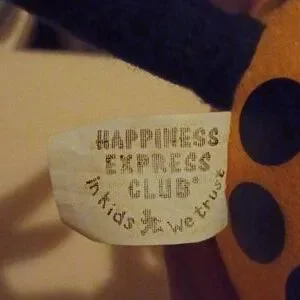 HAPPINESS
EXPRESS
CLUB®
in kids we trust